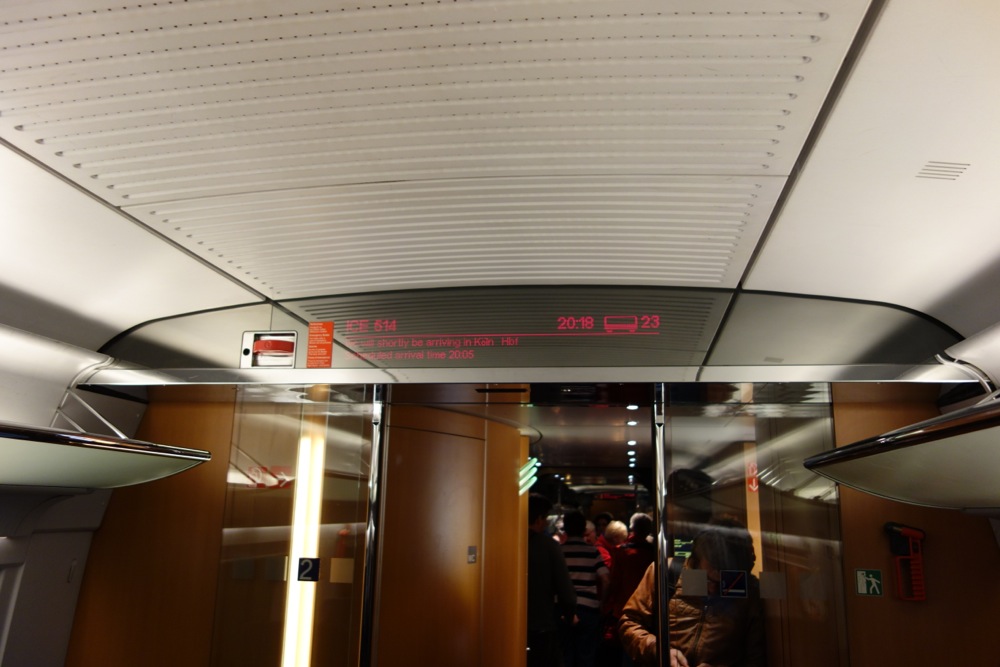 ICE 514
20:18 23
shortly be arriving in Köln Hbf
arrival time 20:05
2